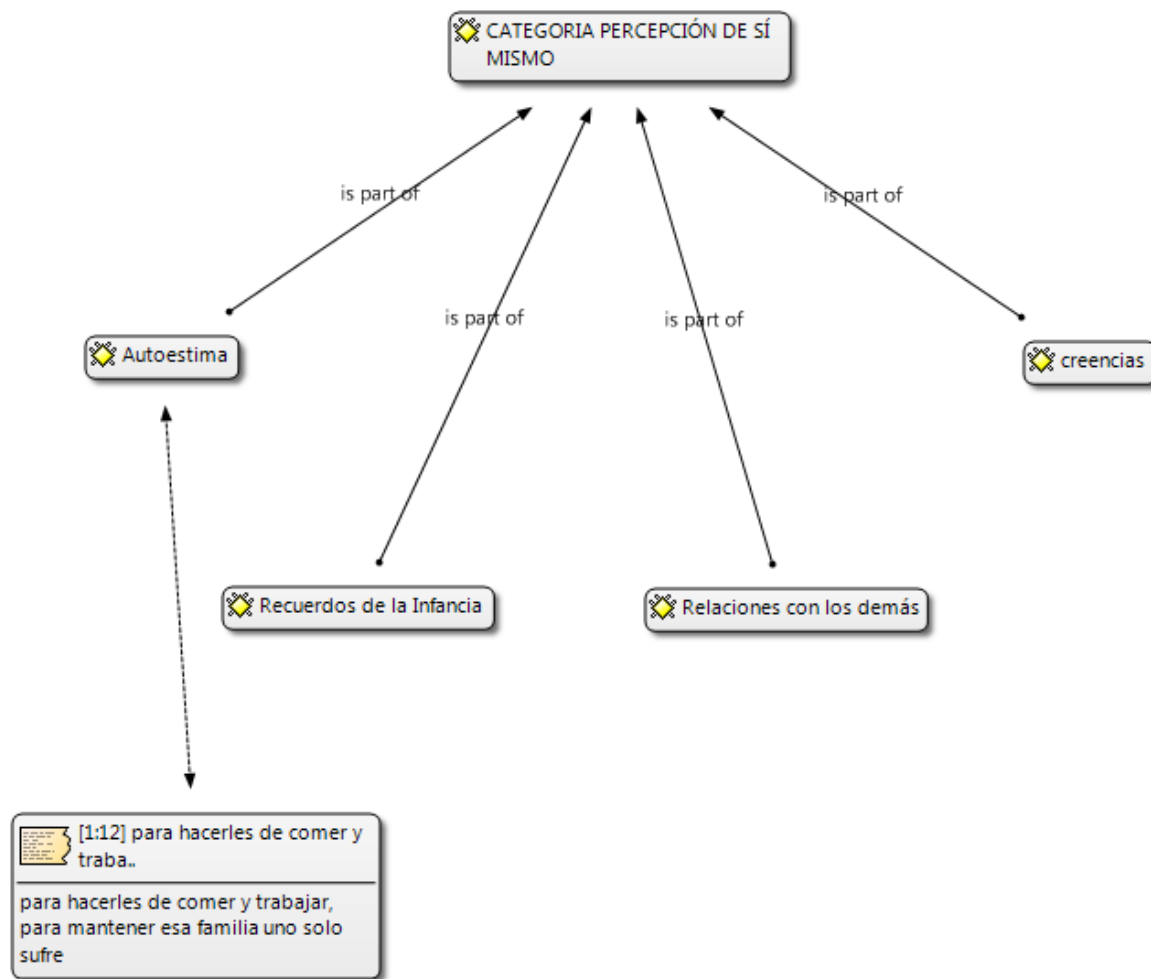 CATEGORIA PERCEPCIÓN DE SÍ
MISMO
is part of
is part of
is part of
is part of
Autoestima
creencias
Recuerdos de la Infancia
Relaciones con los demás
[1:12] para hacerles de comer y
traba..
para hacerles de comer y trabajar,
para mantener esa familia uno solo
sufre